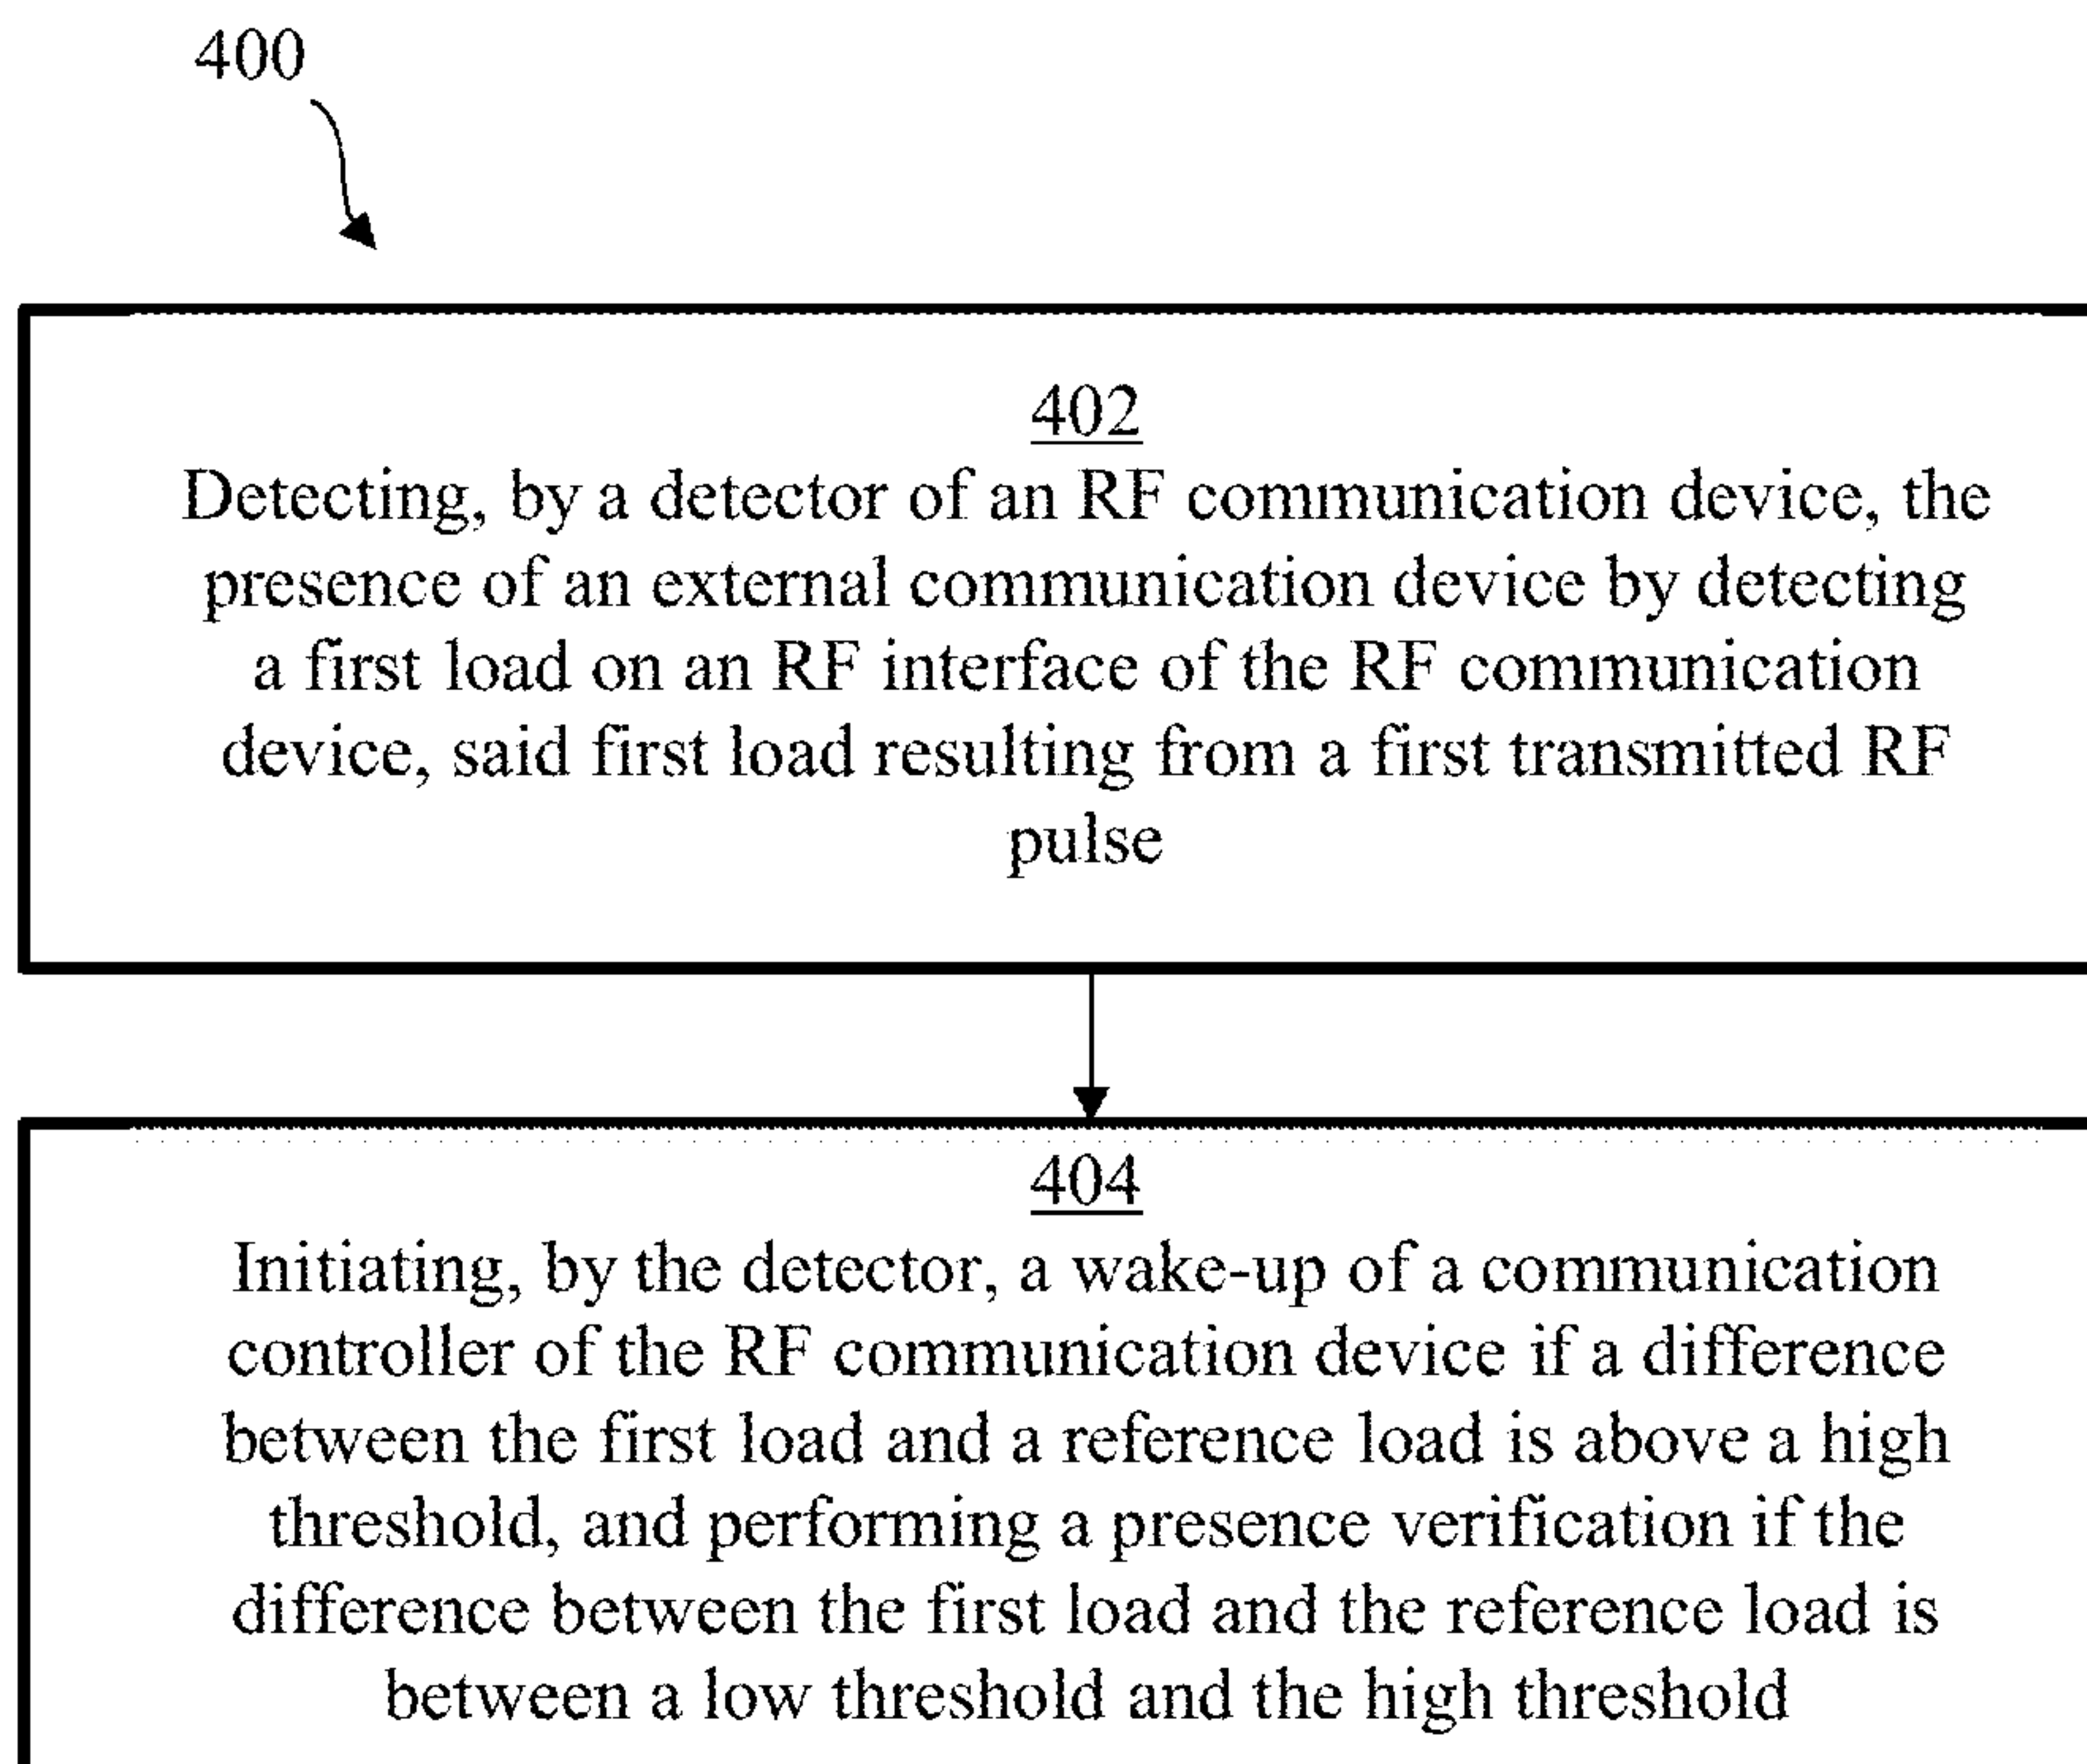 400
402
Detecting, by a detector of an RF communication device, the
presence of an external communication device by detecting
a first load on an RF interface of the RF communication
device, said first load resulting from a first transmitted RF
pulse
404
Initiating, by the detector, a wake-up of a communication
controller of the RF communication device if a difference
between the first load and a reference load is above a high
threshold, and performing a presence verification if the
difference between the first load and the reference load is
between a low threshold and the high threshold